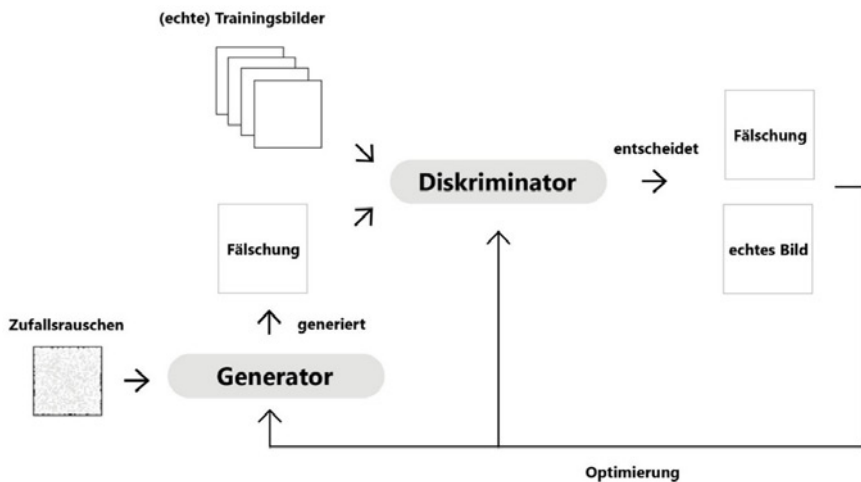 (echte) Trainingsbilder
entscheidet
Fälschung
Diskriminator
Fälschung
echtes Bild
Zufallsrauschen
generiert
Generator
Optimierung